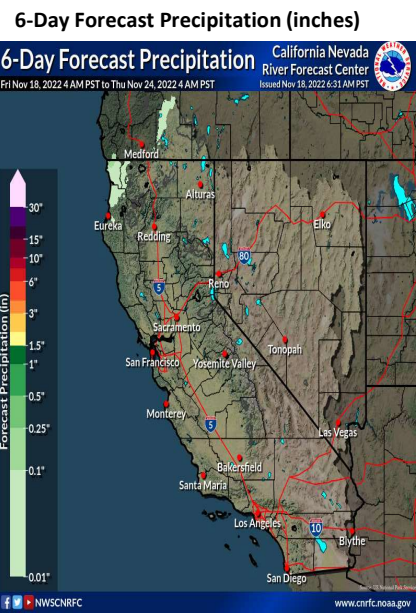 6-Day Forecast Precipitation (inches)
6-Day Forecast Precipitation
California Nevada
River Forecast Center
Fri Nov 18, 2022 4 AM PST to Thu Nov 24, 2022 4 AM PST
Issued Nov 18, 2022 6:31 AM PST
Medford
Alturas
Eureka
Redding
Elko
80
Reno
5
Sacramento
San Francisco
Yosemite Valley
Tonopah
Monterey
5
Las Vegas
Bakersfield
Santa Maria
Los Angeles
10
Blythe
San Diego
Forecast Precipitation (in)
30"
15"
10"
6"
3"
1.5"
1"
0.5"
0.25"
0.1"
0.01"
NWSCNRFC
www.cnrfc.noaa.gov